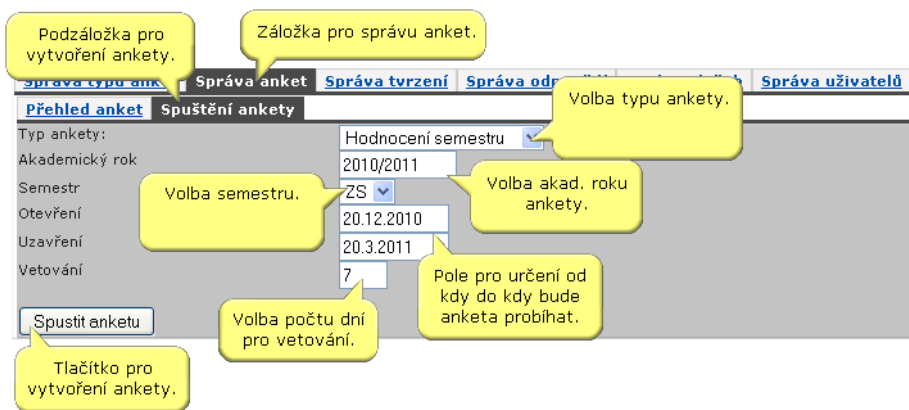 Podzáložka pro
vytvoření ankety.
Záložka pro správu anket.
Správa typu
Správa anket
Správa tvrzení
Správa
Správa uživatelů
Přehled anket
Spuštění ankety
Volba typu ankety.
Typ ankety:
Hodnocení semestru
Akademický rok
2010/2011
Volba akad. roku
ankety.
Semestr
ZS
Volba semestru.
Otevření
20.12.2010
Uzavření
20.3.2011
Vetování
7
Pole pro určení od
kdy do kdy bude
anketa probíhat.
Volba počtu dní
pro vetování.
Spustit anketu
Tlačítko pro
vytvoření ankety.